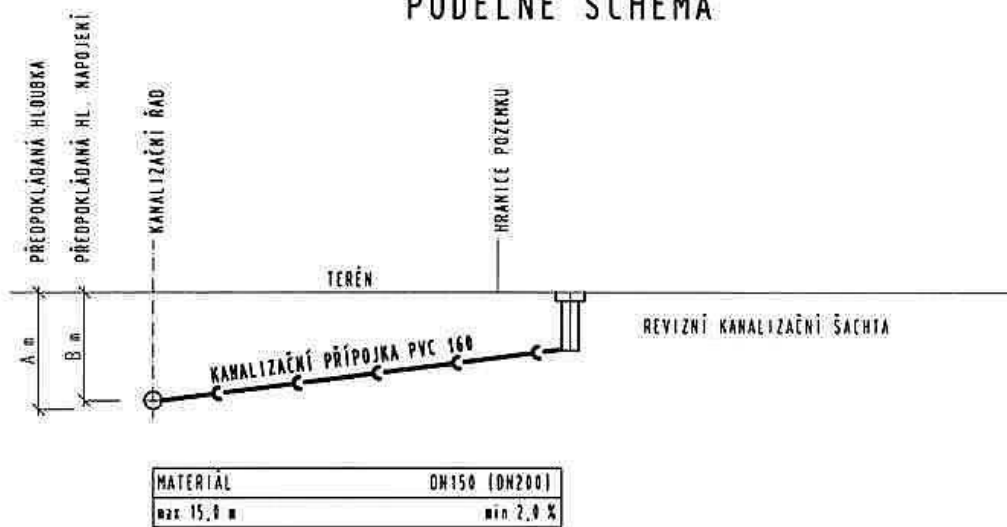 PODÉLNÉ SCHÉMA
PŘEDPOKLÁDANÁ HLOUBKA
PŘEDPOKLÁDANÁ HL. NAPOJENÍ
KANALIZAČNÍ ŘAD
HRANICE POZEMKU
TERÉN
A m
B m
KANALIZAČNÍ PŘÍPOJKA PVC 160
REVIZNÍ KANALIZAČNÍ ŠACHTA
MATERIÁL DN150 (DN200)
max 15,0 m min 2,0 %